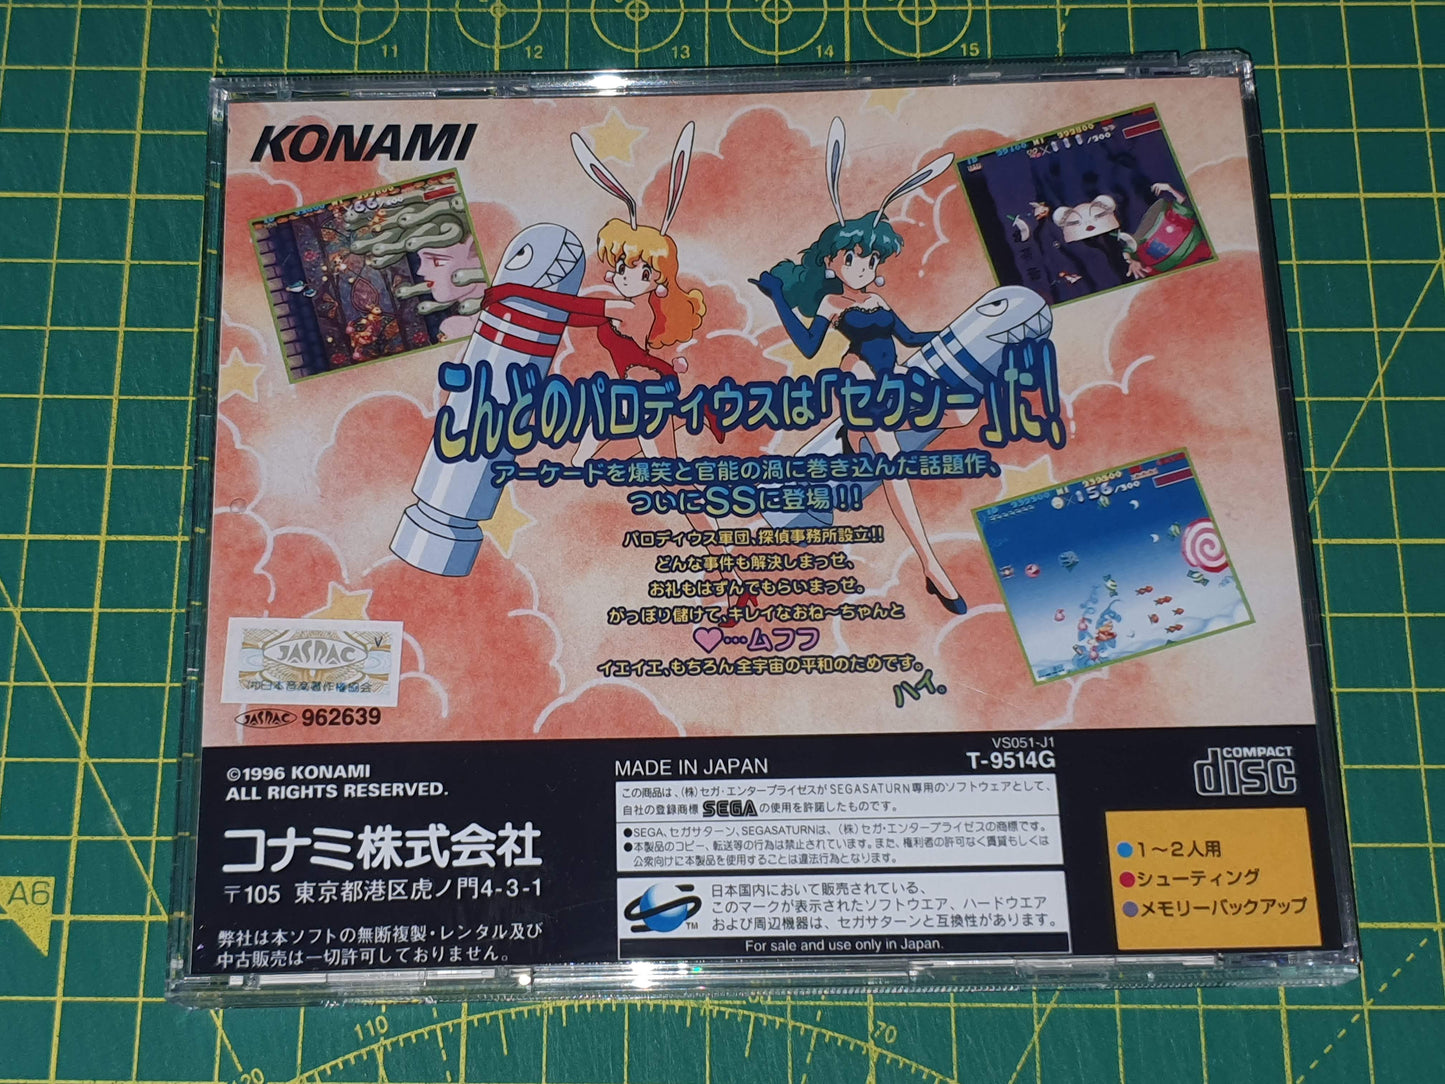 11
12
13
14
15
KONAMI
こんどのパロディウスは「セクシー」だ!
アーケードを爆笑と官能の渦に巻き込んだ話題作、
ついにSSに登場!!
パロディウス軍団、探偵事務所設立!!
どんな事件も解決しまっせ、
お礼もはずんでもらいまっせ。
がっぽり儲けて、キレイなおね〜ちゃんと
♥…ムフフ
イエイエ、もちろん全宇宙の平和のためです。
ハイ。
JASRAC
日本音楽著作権協会
JASRAC 962639
©1996 KONAMI
ALL RIGHTS RESERVED.
コナミ株式会社
〒105 東京都港区虎ノ門4-3-1
弊社は本ソフトの無断複製・レンタル及び
中古販売は一切許可しておりません。
VS051-J1
MADE IN JAPAN T-9514G
この商品は、(株)セガ・エンタープライゼスがSEGASATURN専用のソフトウェアとして、
自社の登録商標 SEGA の使用を許諾したものです。
●SEGA、セガサターン、SEGASATURNは、(株)セガ・エンタープライゼスの商標です。
●本製品のコピー、転送等の行為は禁止されています。また、権利者の許可なく賃貸もしくは
公衆向けに本製品を使用することは違法行為となります。
日本国内において販売されている、
このマークが表示されたソフトウエア、ハードウエア
および周辺機器は、セガサターンと互換性があります。
TM
For sale and use only in Japan.
COMPACT
disc
●1〜2人用
●シューティング
●メモリーバックアップ
A6
110
70
120